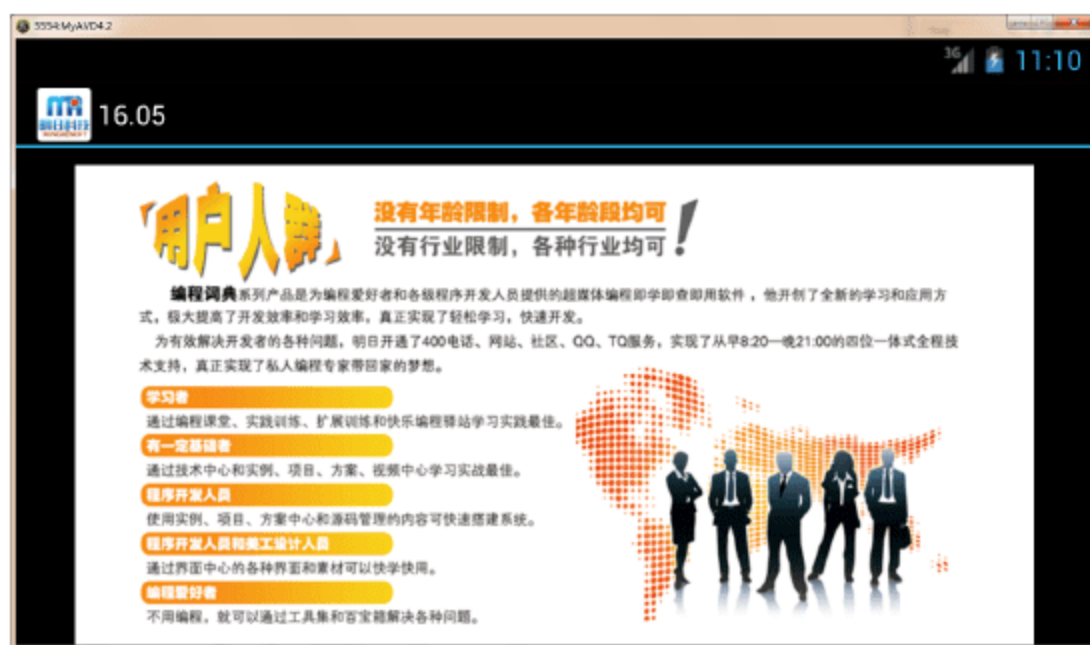 5554:MyAVD4.2
3G
11:10
明日科技
16.05
「用户人群」
没有年龄限制，各年龄段均可
没有行业限制，各种行业均可！
编程词典系列产品是为编程爱好者和各级程序开发人员提供的超媒体编程即学即查即用软件，他开创了全新的学习和应用方
式，极大提高了开发效率和学习效率，真正实现了轻松学习，快速开发。
为有效解决开发者的各种问题，明日开通了400电话、网站、社区、QQ、TQ服务，实现了从早8:20—晚21:00的四位一体式全程技
术支持，真正实现了私人编程专家带回家的梦想。
学习者
通过编程课堂、实践训练、扩展训练和快乐编程驿站学习实践最佳。
有一定基础者
通过技术中心和实例、项目、方案、视频中心学习实战最佳。
程序开发人员
使用实例、项目、方案中心和源码管理的内容可快速搭建系统。
程序开发人员和美工设计人员
通过界面中心的各种界面和素材可以快学快用。
编程爱好者
不用编程，就可以通过工具集和百宝箱解决各种问题。